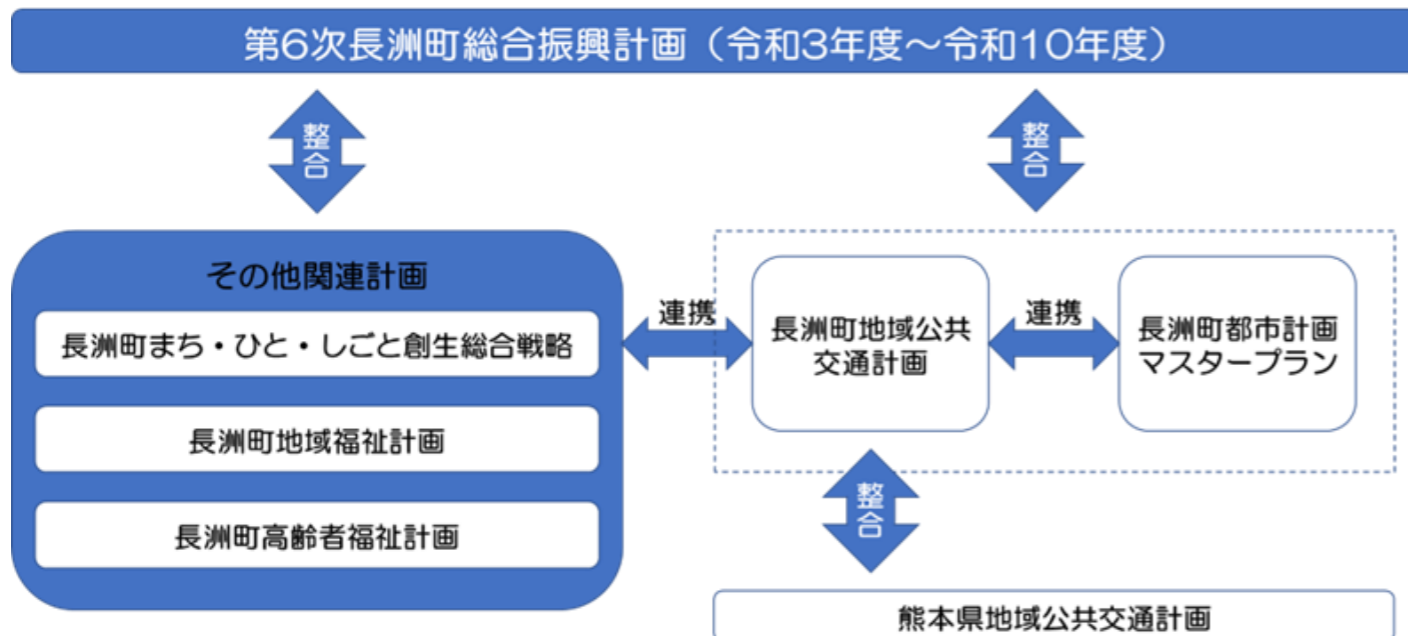 第6次長洲町総合振興計画（令和3年度～令和10年度）
整
合
整
合
その他関連計画
長洲町まち・ひと・しごと創生総合戦略
長洲町地域福祉計画
長洲町高齢者福祉計画
連携
長洲町地域公共
交通計画
連携
長洲町都市計画
マスタープラン
整
合
熊本県地域公共交通計画